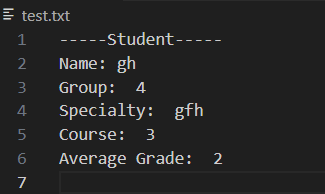 test.txt
1 -----Student-----
2 Name: gh
3 Group:  4
4 Specialty:  gfh
5 Course:  3
6 Average Grade:  2
7